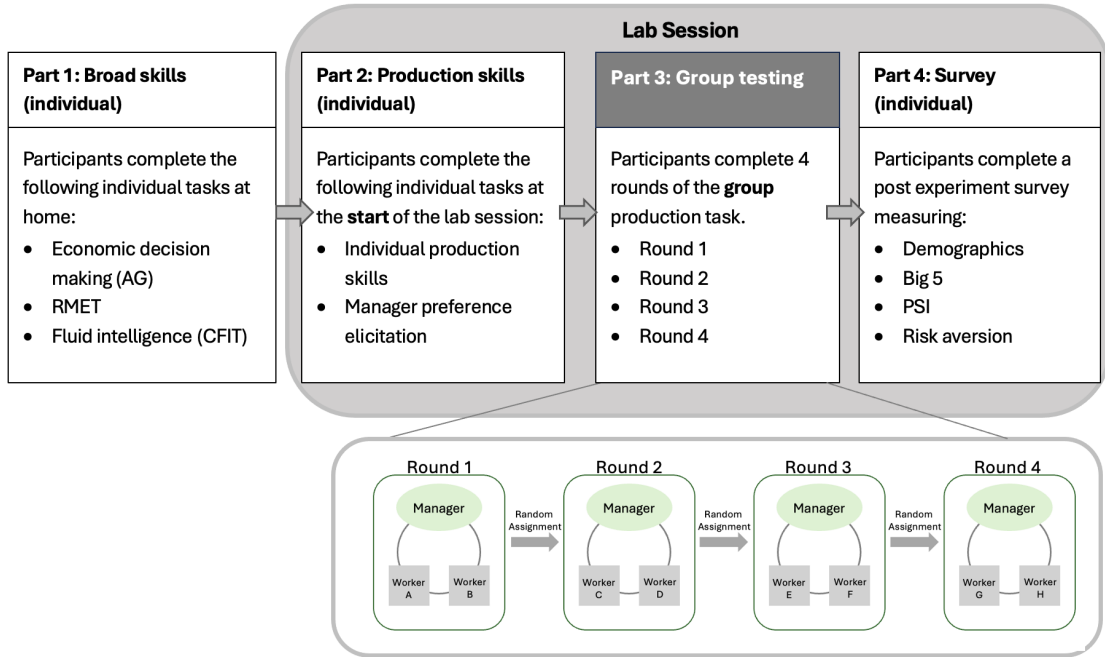 Lab Session
Part 1: Broad skills
(individual)
Participants complete the
following individual tasks at
home:
• Economic decision
making (AG)
• RMET
• Fluid intelligence (CFIT)
Part 2: Production skills
(individual)
Participants complete the
following individual tasks at
the start of the lab session:
• Individual production
skills
• Manager preference
elicitation
Part 3: Group testing
Participants complete 4
rounds of the group
production task.
• Round 1
• Round 2
• Round 3
• Round 4
Part 4: Survey
(individual)
Participants complete a
post experiment survey
measuring:
• Demographics
• Big 5
• PSI
• Risk aversion
Round 1
Manager
Worker
A
Worker
B
Random
Assignment
Round 2
Manager
Worker
C
Worker
D
Random
Assignment
Round 3
Manager
Worker
E
Worker
F
Random
Assignment
Round 4
Manager
Worker
G
Worker
H